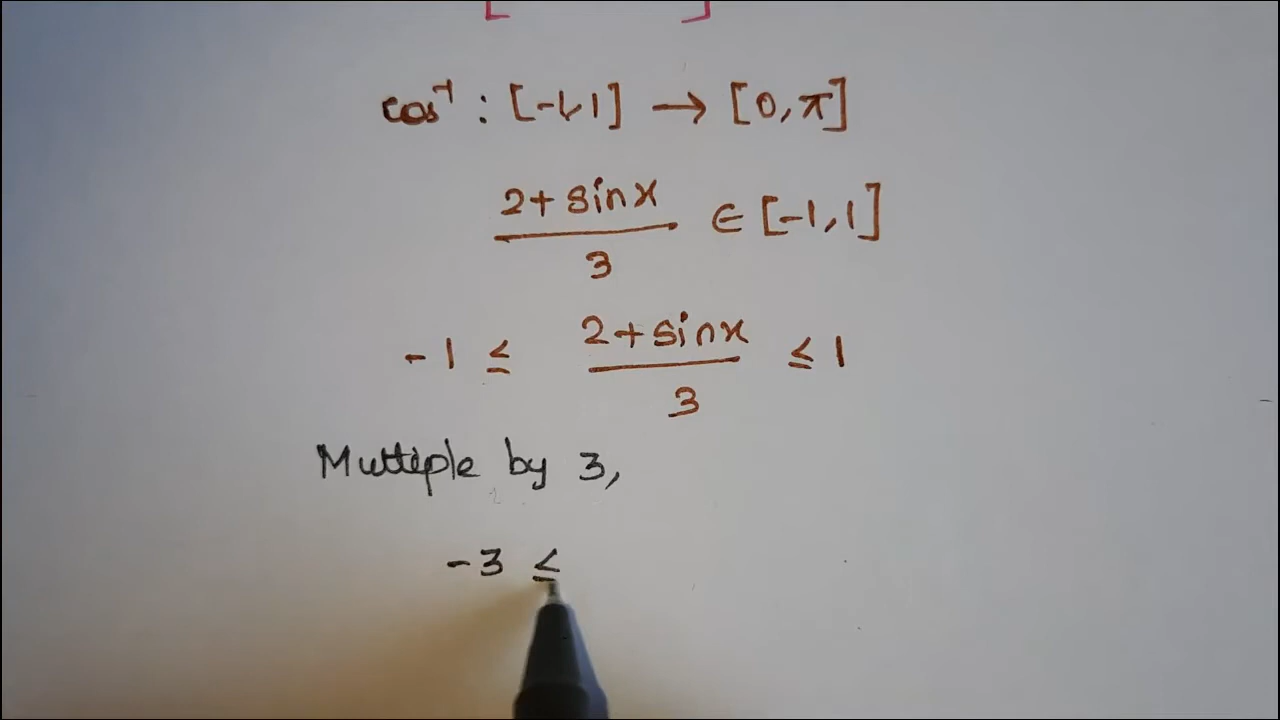 cos⁻¹ : [-1,1] → [0,π]
2+sinx
――― ∈ [-1,1]
3
-1 ≤ (2+sinx)/3 ≤ 1
Multiple by 3,
-3 ≤